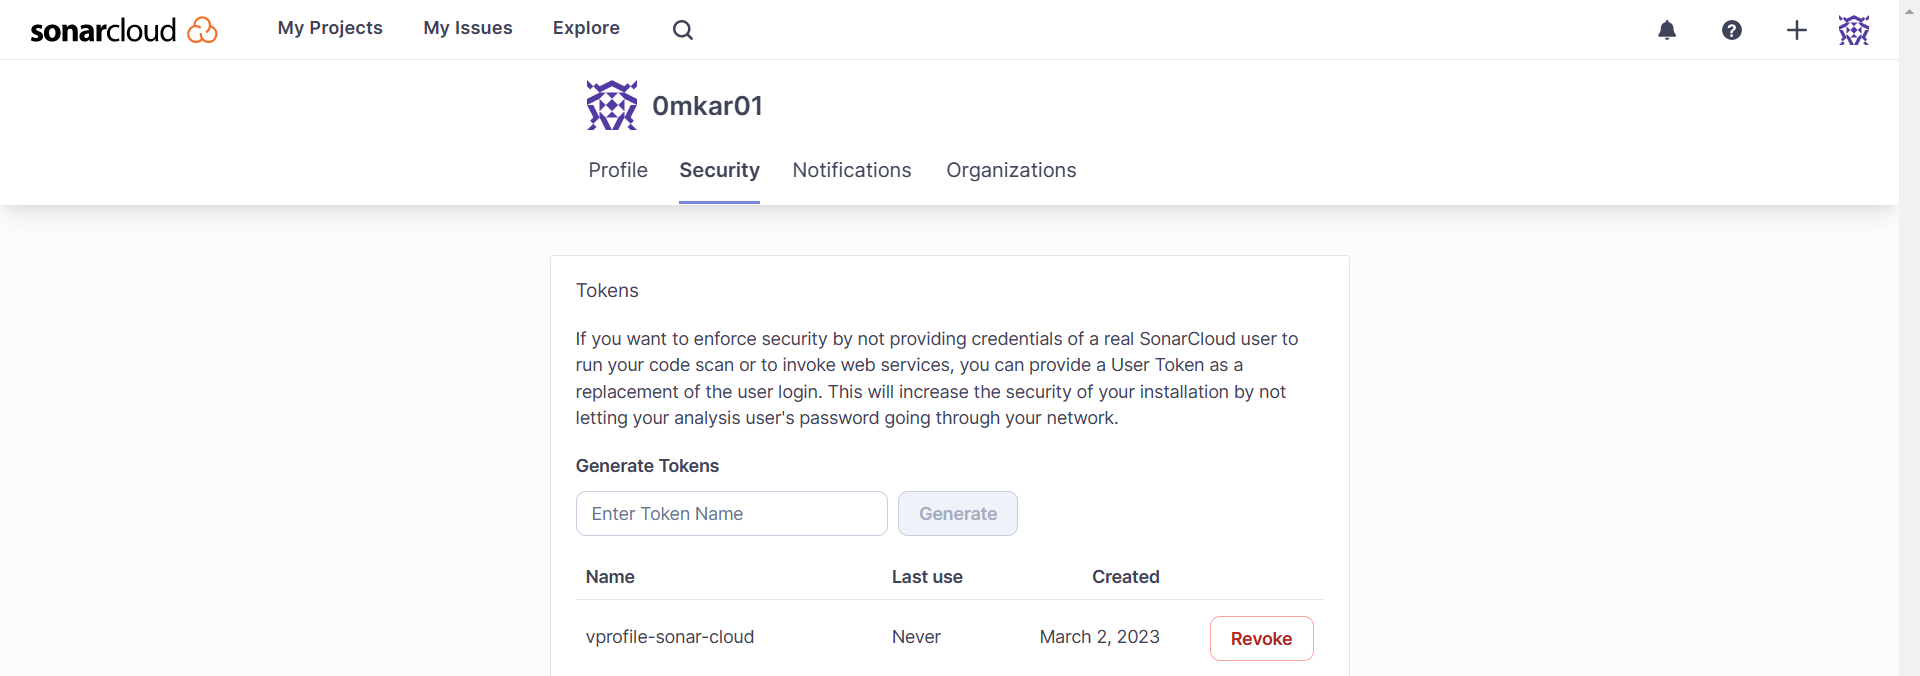 sonarcloud My Projects My Issues Explore
0mkar01
Profile Security Notifications Organizations
Tokens
If you want to enforce security by not providing credentials of a real SonarCloud user to
run your code scan or to invoke web services, you can provide a User Token as a
replacement of the user login. This will increase the security of your installation by not
letting your analysis user's password going through your network.
Generate Tokens
Enter Token Name Generate
Name Last use Created
vprofile-sonar-cloud Never March 2, 2023 Revoke